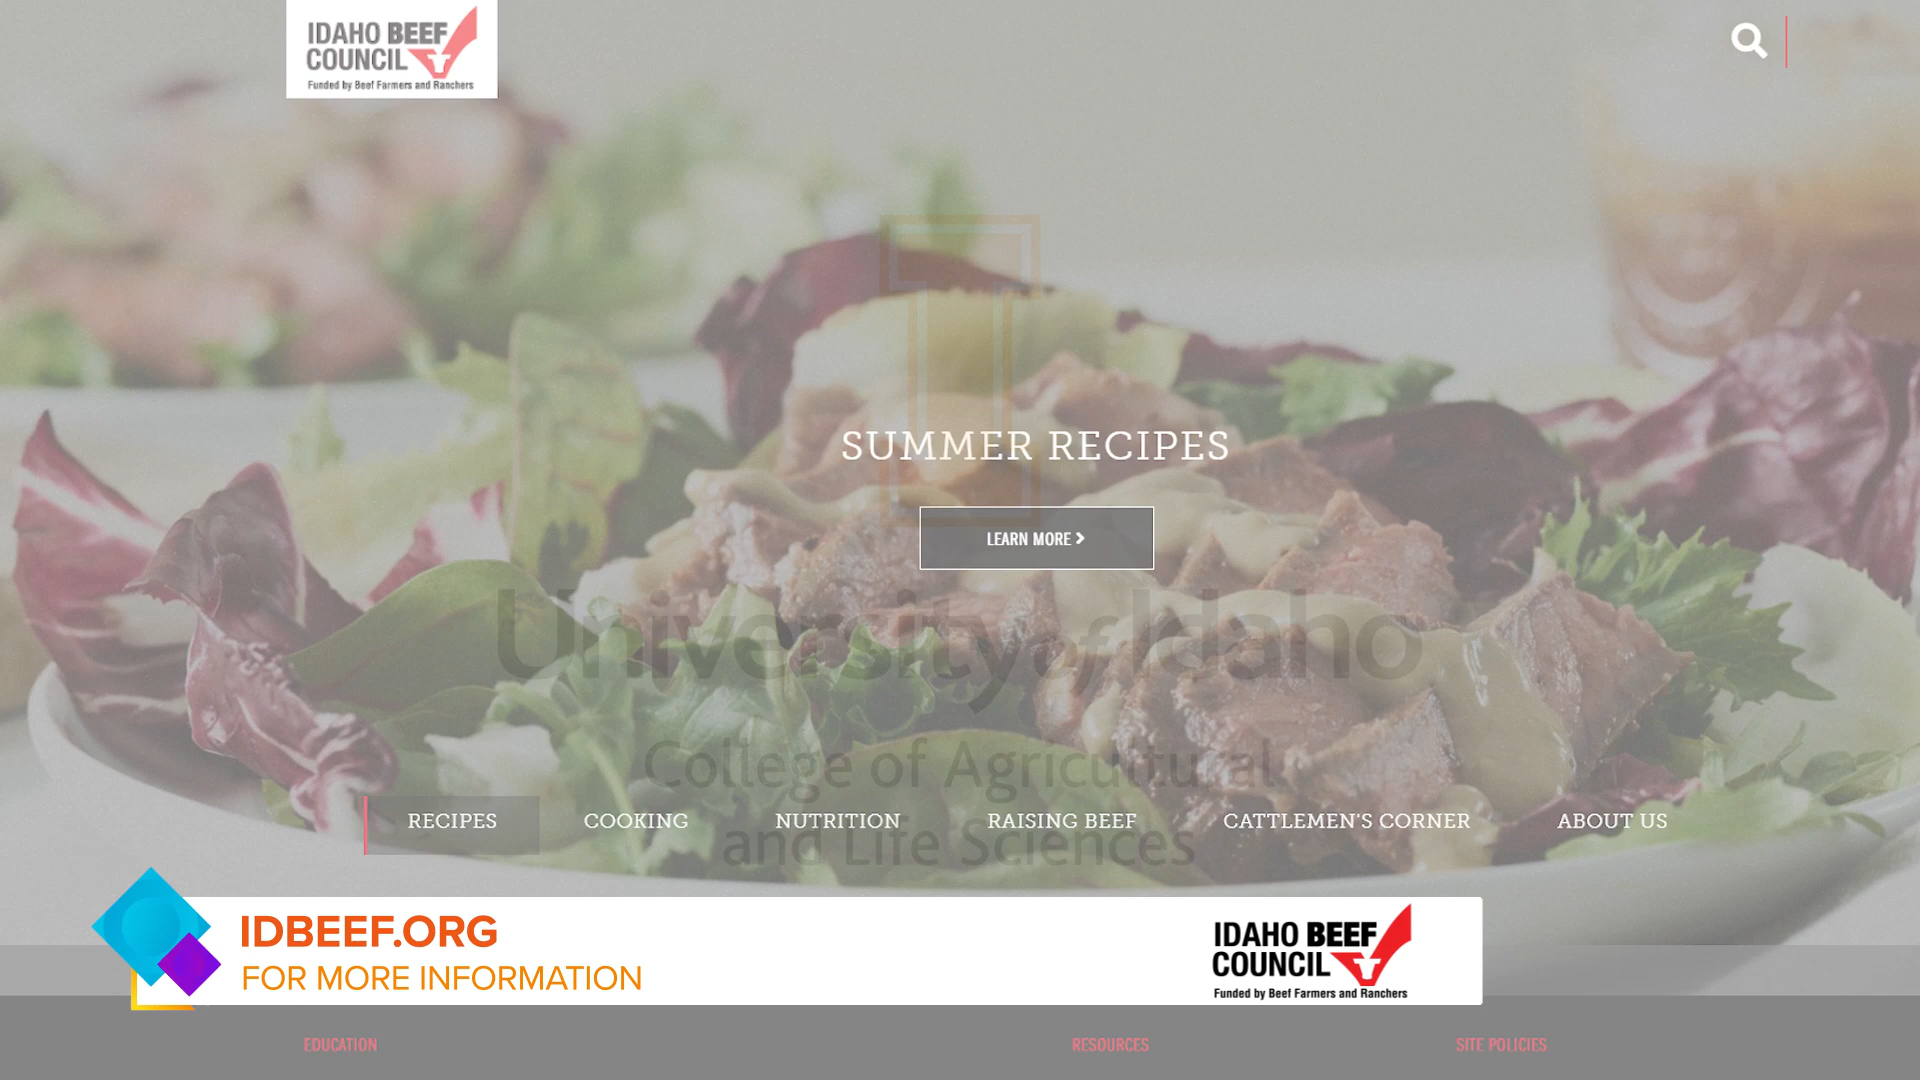 IDAHO BEEF
COUNCIL
Funded by Beef Farmers and Ranchers
SUMMER RECIPES
LEARN MORE
University of Idaho
College of Agricultural
and Life Sciences
RECIPES
COOKING
NUTRITION
RAISING BEEF
CATTLEMEN'S CORNER
ABOUT US
IDBEEF.ORG
FOR MORE INFORMATION
IDAHO BEEF
COUNCIL
Funded by Beef Farmers and Ranchers
EDUCATION
RESOURCES
SITE POLICIES